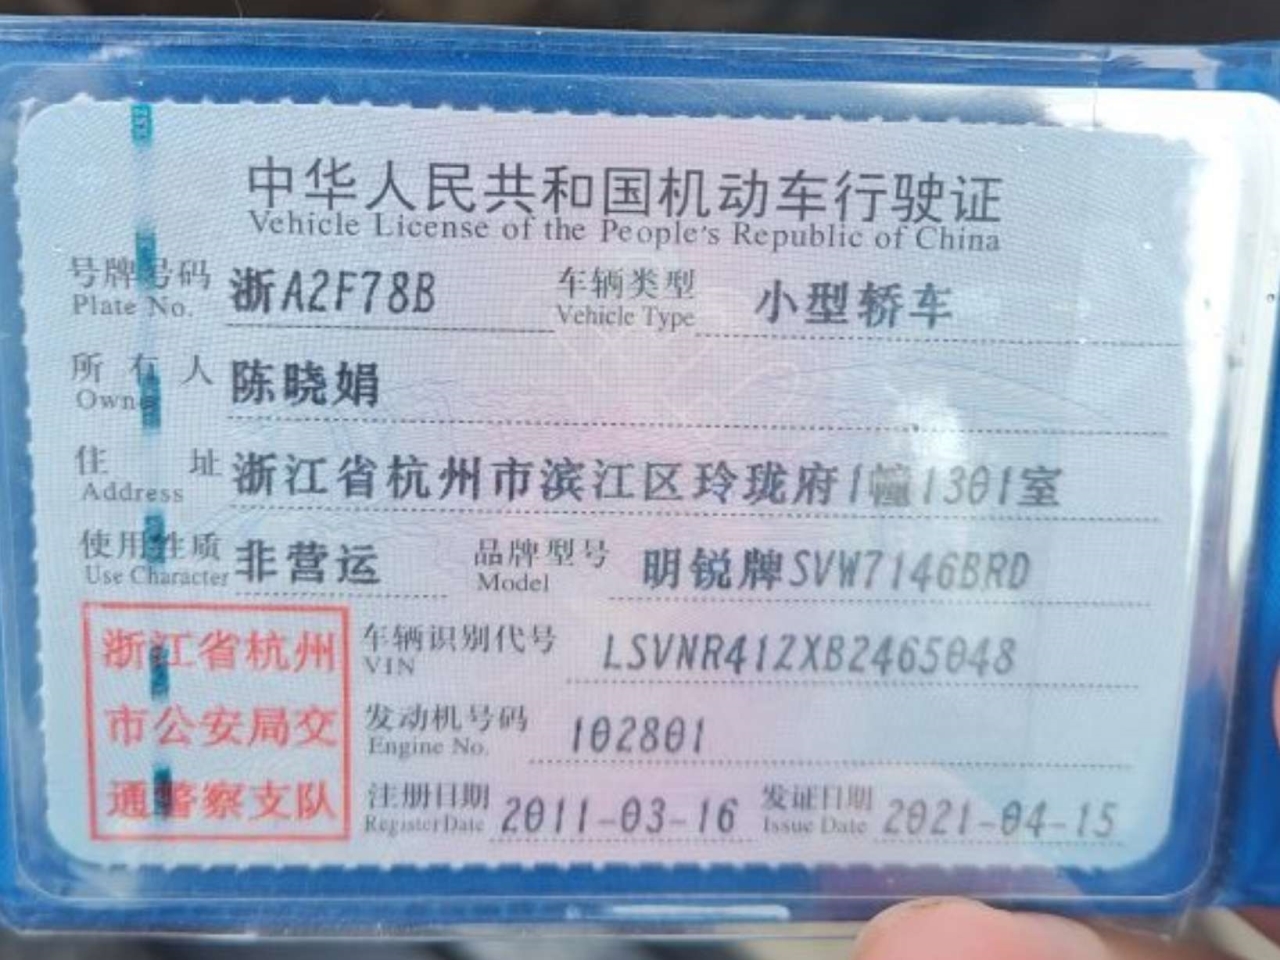 中华人民共和国机动车行驶证
Vehicle License of the People's Republic of China
号牌号码 浙A2F78B 车辆类型 小型轿车
Plate No. Vehicle Type
所有人 陈晓娟
Owner
住址 浙江省杭州市滨江区玲珑府1幢1301室
Address
使用性质 非营运 品牌型号 明锐牌SVW7146BRD
Use Character Model
浙江省杭州
市公安局交
通警察支队
车辆识别代号 LSVNR41ZXB2465048
VIN
发动机号码 102801
Engine No.
注册日期 2011-03-16 发证日期 2021-04-15
Register Date Issue Date